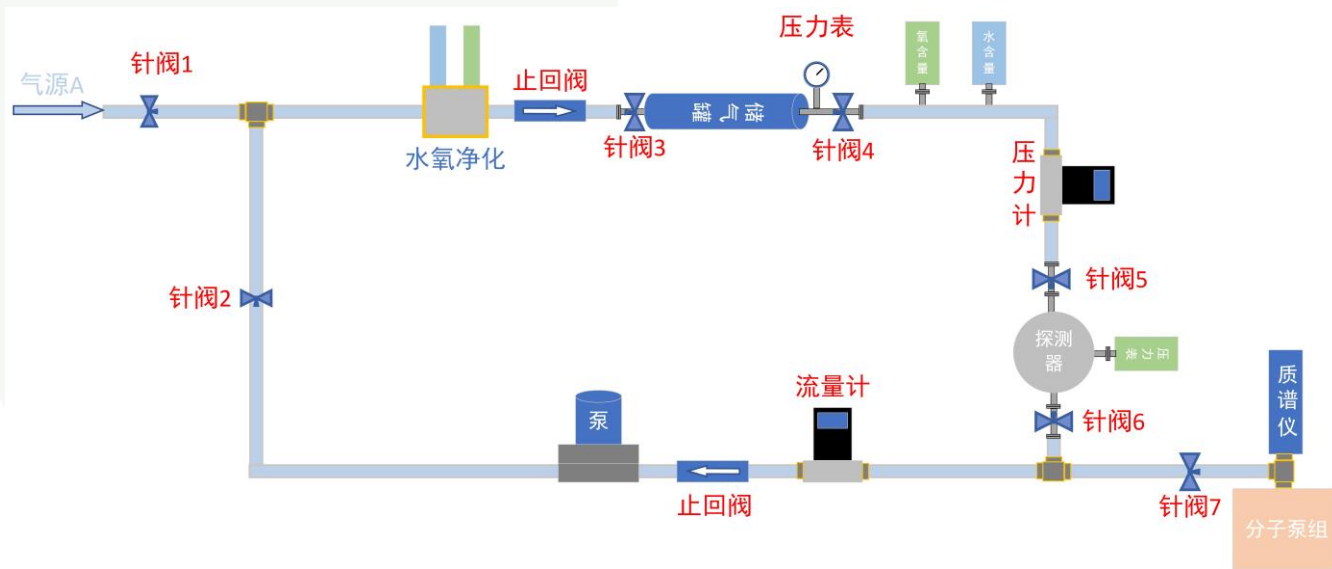 气源A
针阀1
水氧净化
止回阀
针阀3
储气罐
压力表
针阀4
氧含量
水含量
压力计
针阀5
探测器
压力表
针阀6
针阀2
泵
止回阀
流量计
针阀7
质谱仪
分子泵组